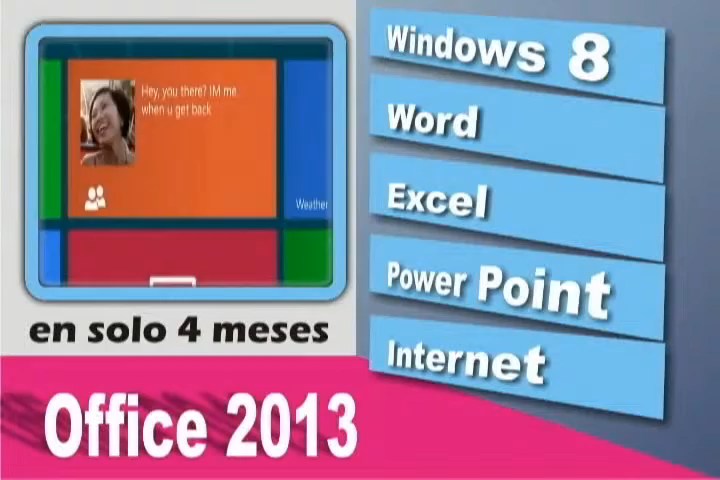 Hey, you there? IM me
when u get back
Weather
en solo 4 meses
Office 2013
Windows 8
Word
Excel
Power Point
Internet